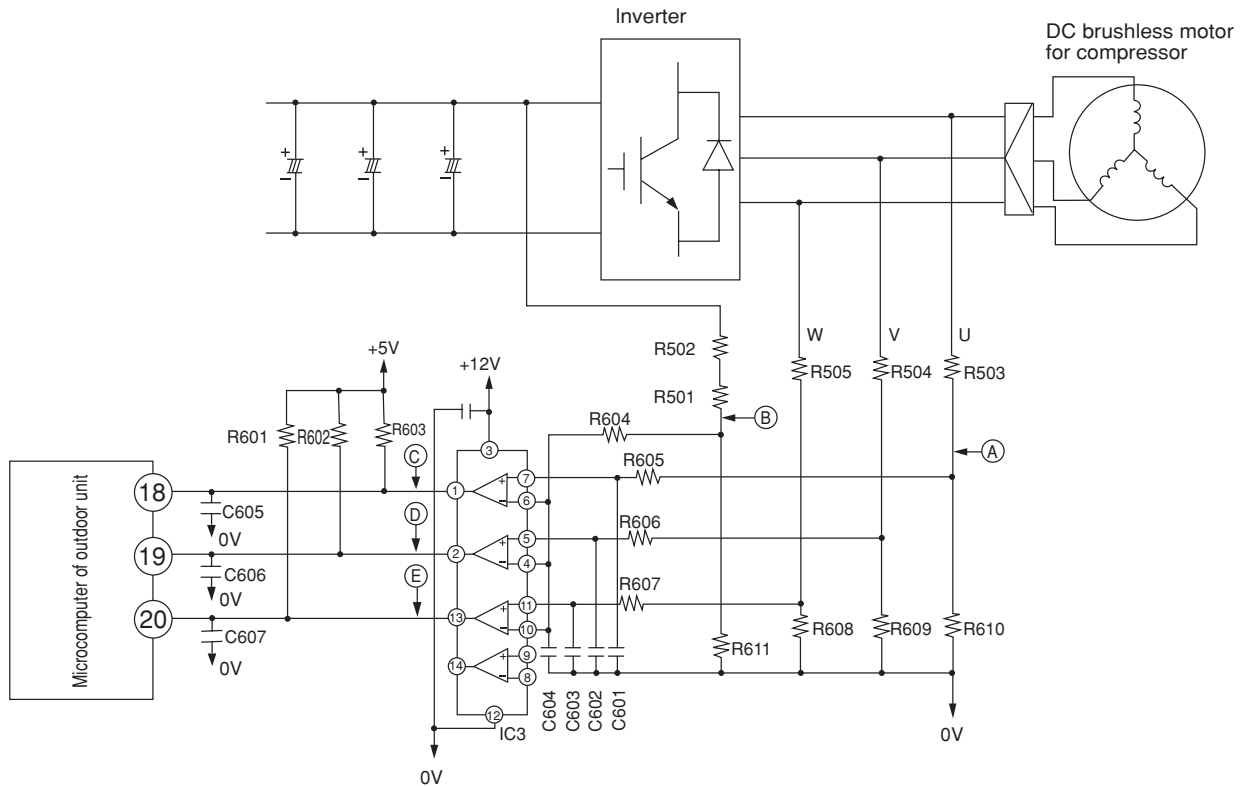 Inverter
DC brushless motor
for compressor
+
+
+
−
−
−
W
V
U
R502
R505
R504
R503
+5V
+12V
R501
B
R604
R601
R602
R603
A
C
3
R605
Microcomputer of outdoor unit
18
1
+
7
−
6
C605
0V
D
R606
19
2
+
5
−
4
C606
0V
E
R607
20
13
+
11
−
10
R611
R608
R609
R610
C607
0V
14
+
9
−
8
12
IC3
C604
C603
C602
C601
0V
0V